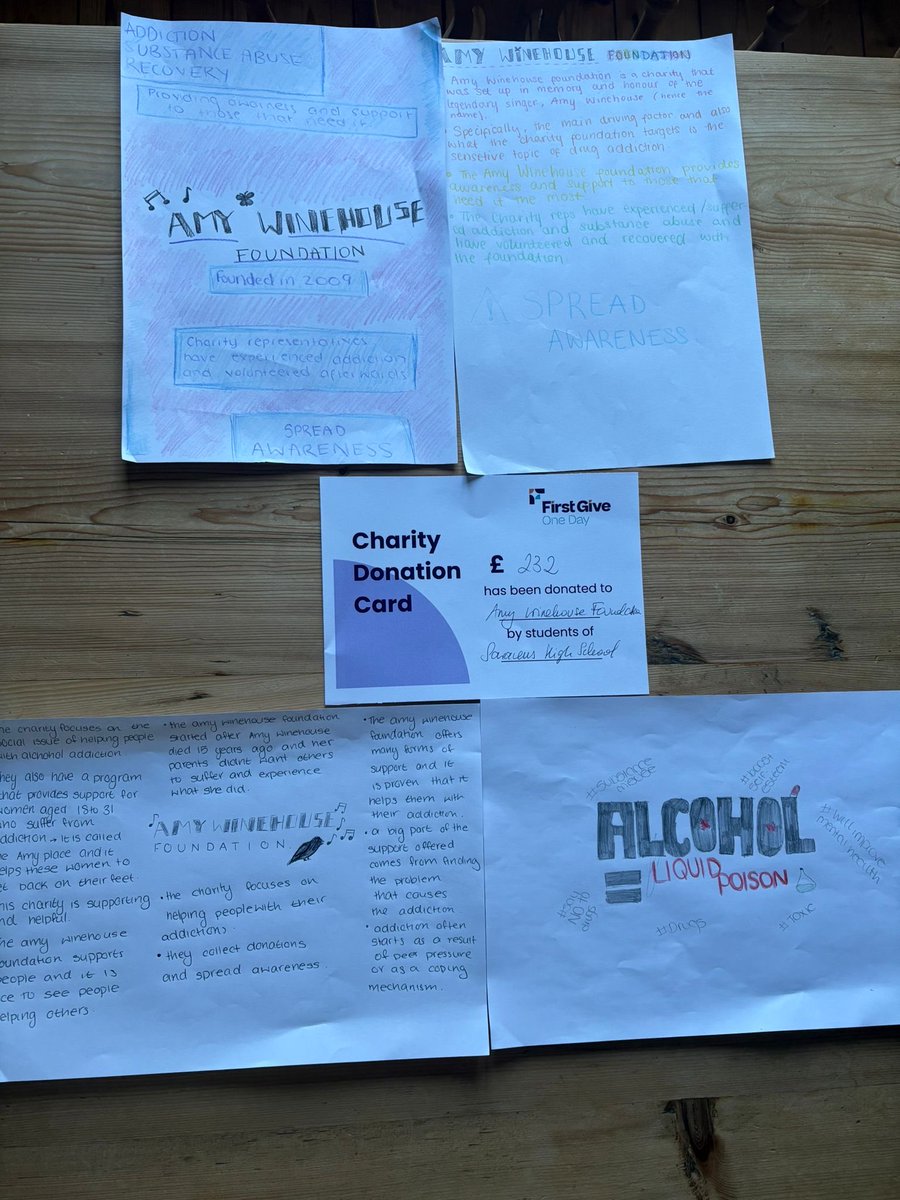 ADDICTION
SUBSTANCE ABUSE
RECOVERY
Providing awarness and support
to those that need it
AMY WINEHOUSE
FOUNDATION
founded in 2009
Charity representatives
have experienced addiction
and volunteered afterwards
SPREAD
AWARENESS
AMY WINEHOUSE FOUNDATION
Amy Winehouse foundation is a charity that
was set up in memory and honour of the
legendary singer, Amy Winehouse (hence the
name).
• Specifically, the main driving factor and also
what the charity foundation targets is the
sensetive topic of drug addiction.
• The Amy Winehouse foundation provides
awareness and support to those that
need it the most.
• The Charity reps have experienced/suffer
ed addiction and substance abuse and
have volunteered and recovered with
the foundation.
SPREAD
AWARENESS
First Give
One Day
Charity
Donation
Card
£ 232
has been donated to
Amy Winehouse Foundation
by students of
Saracens High School
the charity focuses on the
social issue of helping people
with alcohol addiction
they also have a program
that provides support for
women aged 18 to 31
who suffer from
addiction → it is called
the Amy place and it
helps these women to
get back on their feet.
this charity is supporting
and helpful.
the amy winehouse
foundation supports
people and it is
nice to see people
helping others.
• the amy winehouse foundation
started after Amy Winehouse
died 15 years ago and her
parents didnt want others
to suffer and experience
what she did.
AMY WINEHOUSE
FOUNDATION.
• the charity focuses on
helping people with their
addiction.
• they collect donations
and spread awareness.
• The amy winehouse
foundation offers
many forms of
support and it
is proven that it
helps them with
their addiction.
• a big part of the
support offered
comes from finding
the problem
that causes
the addiction.
• addiction often
starts as a result
of peer pressure
or as a coping
mechanism.
#substance
misuse
self
esteem
ALCOHOL
= LIQUID POISON
mental health
#Drugs
#TOXIC